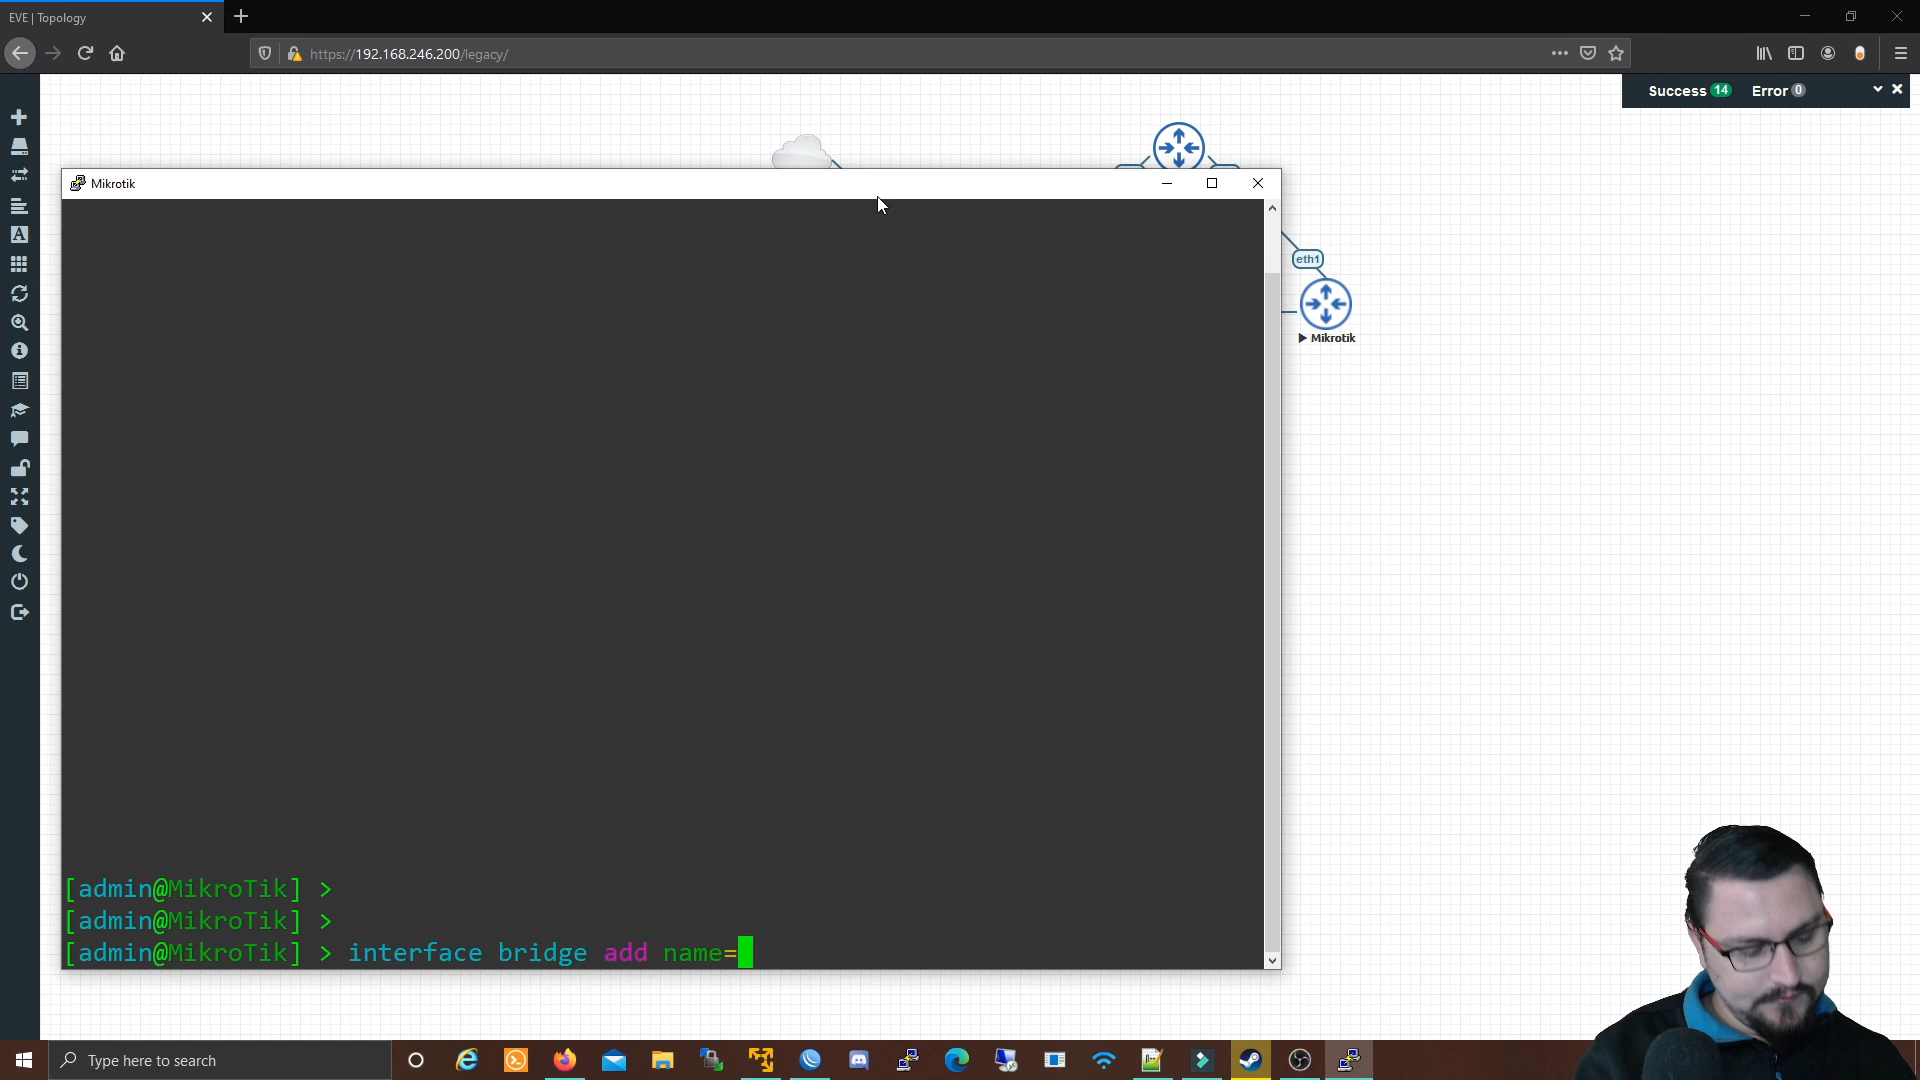 EVE | Topology
https://192.168.246.200/legacy/
Success 14 Error 0
Mikrotik
eth1
Mikrotik
[admin@MikroTik] >
[admin@MikroTik] >
[admin@MikroTik] > interface bridge add name=
Type here to search